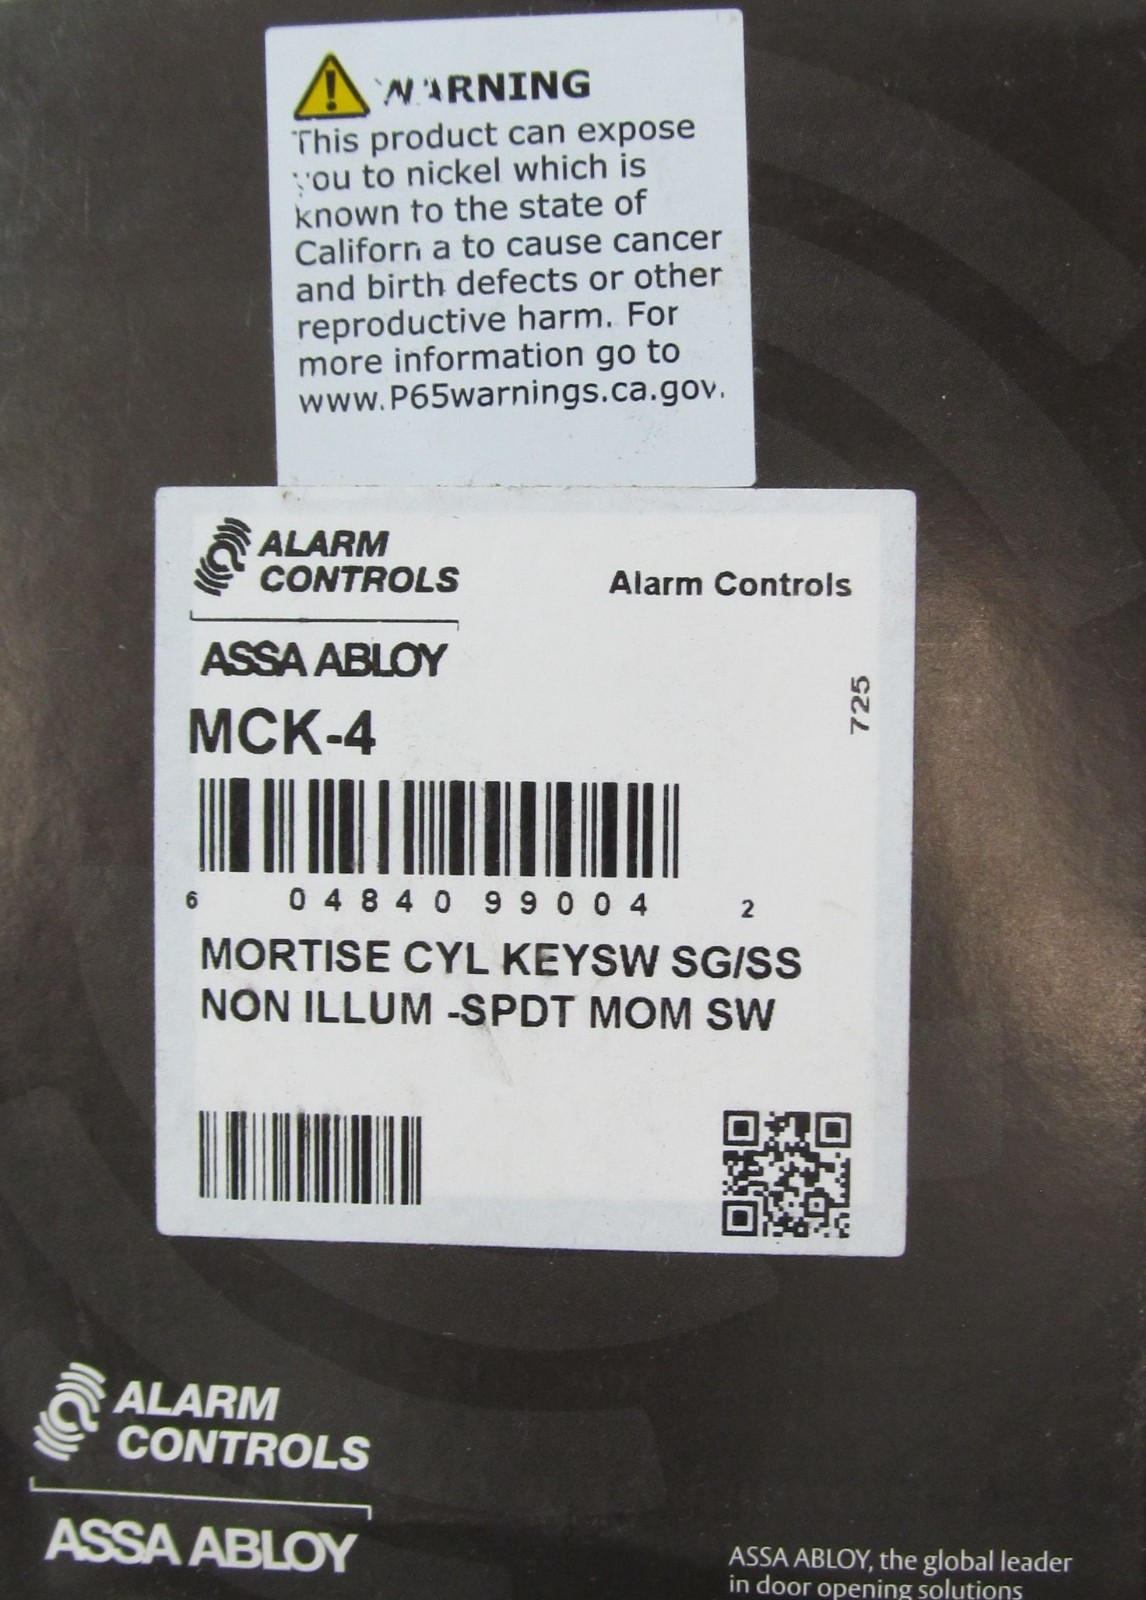 WARNING
This product can expose
you to nickel which is
known to the state of
California to cause cancer
and birth defects or other
reproductive harm. For
more information go to
www.P65warnings.ca.gov.
ALARM
CONTROLS
Alarm Controls
ASSA ABLOY
725
MCK-4
6 04840 99004 2
MORTISE CYL KEYSW SG/SS
NON ILLUM -SPDT MOM SW
ALARM
CONTROLS
ASSA ABLOY
ASSA ABLOY, the global leader
in door opening solutions